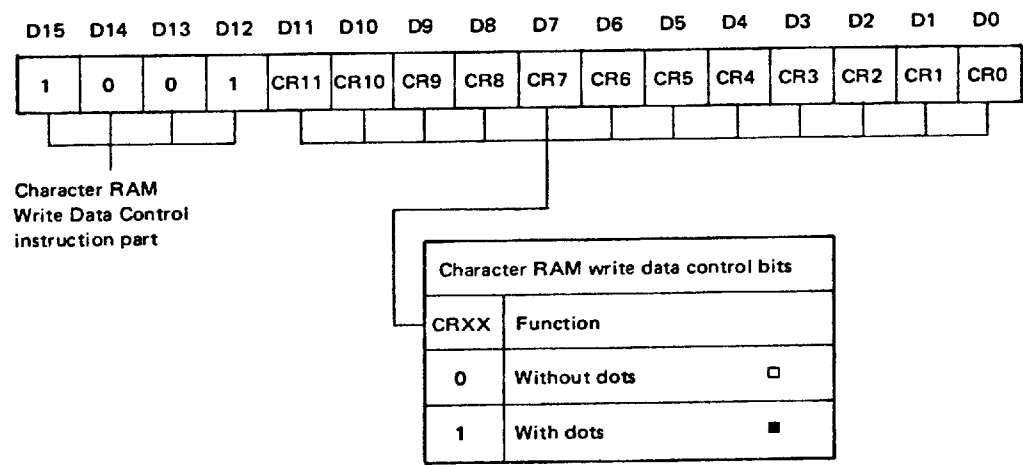 D15 D14 D13 D12 D11 D10 D9 D8 D7 D6 D5 D4 D3 D2 D1 D0
1 0 0 1 CR11 CR10 CR9 CR8 CR7 CR6 CR5 CR4 CR3 CR2 CR1 CR0
Character RAM
Write Data Control
instruction part
Character RAM write data control bits
CRXX Function
0 Without dots □
1 With dots ■